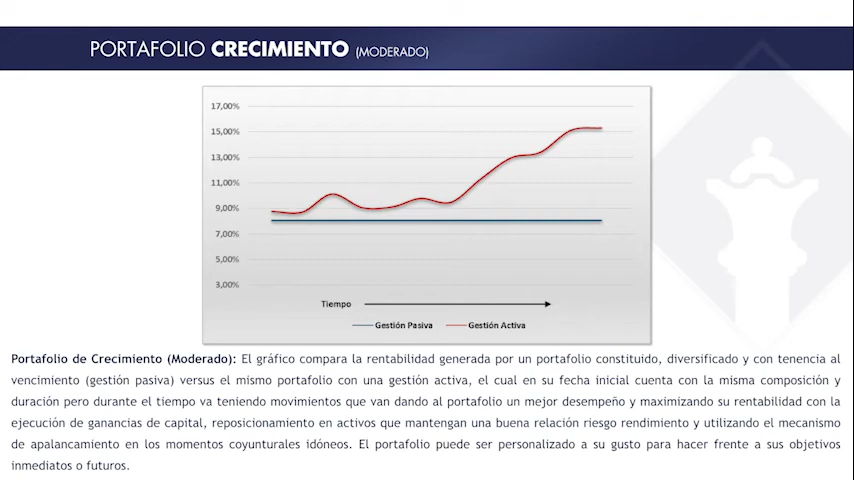 PORTAFOLIO CRECIMIENTO (MODERADO)
17,00%
15,00%
13,00%
11,00%
9,00%
7,00%
5,00%
3,00%
Tiempo
Gestión Pasiva Gestión Activa
Portafolio de Crecimiento (Moderado): El gráfico compara la rentabilidad generada por un portafolio constituido, diversificado y con tenencia al
vencimiento (gestión pasiva) versus el mismo portafolio con una gestión activa, el cual en su fecha inicial cuenta con la misma composición y
duración pero durante el tiempo va teniendo movimientos que van dando al portafolio un mejor desempeño y maximizando su rentabilidad con la
ejecución de ganancias de capital, reposicionamiento en activos que mantengan una buena relación riesgo rendimiento y utilizando el mecanismo
de apalancamiento en los momentos coyunturales idóneos. El portafolio puede ser personalizado a su gusto para hacer frente a sus objetivos
inmediatos o futuros.